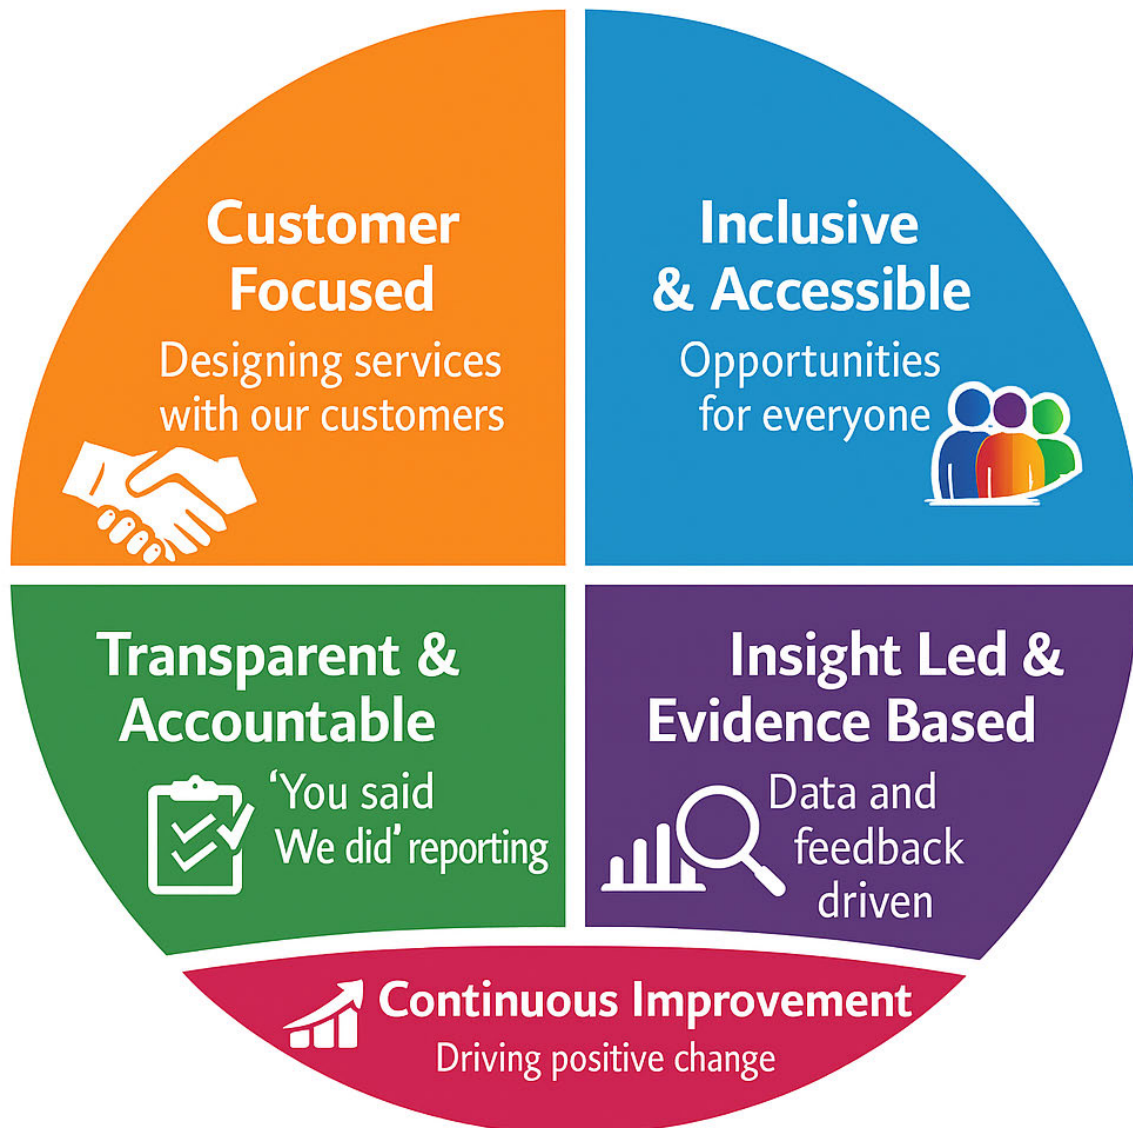 Customer
Focused
Designing services
with our customers
Inclusive
& Accessible
Opportunities
for everyone
Transparent &
Accountable
‘You said
We did’ reporting
Insight Led &
Evidence Based
Data and
feedback
driven
Continuous Improvement
Driving positive change